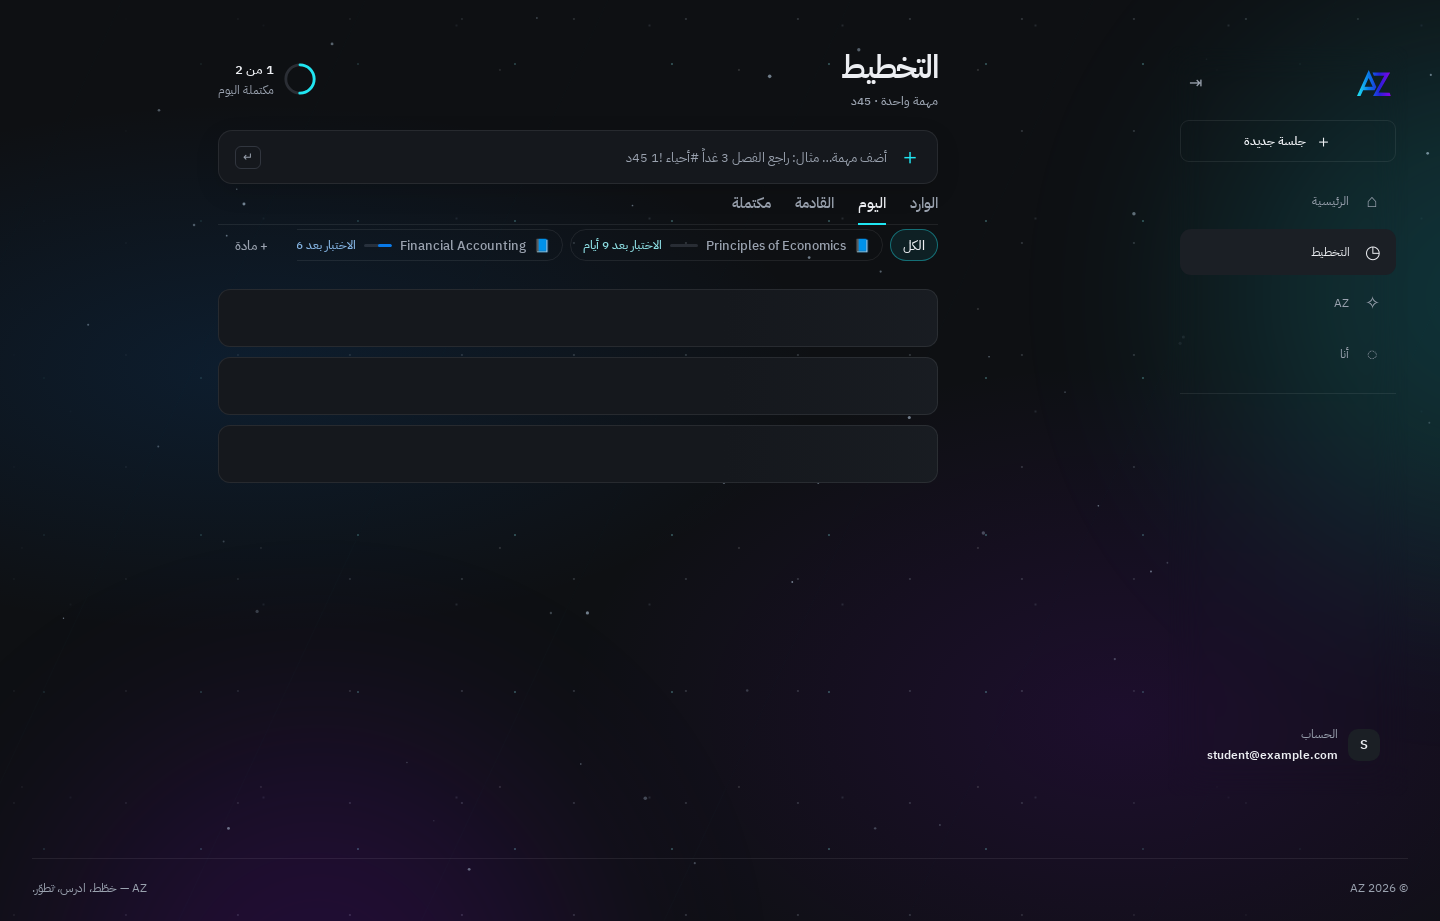 AZ
جلسة جديدة +
الرئيسية
التخطيط
AZ
أنا
الحساب
student@example.com
S
التخطيط
مهمة واحدة · 45د
1 من 2
مكتملة اليوم
+ أضف مهمة… مثال: راجع الفصل 3 غداً #أحياء !1 45د
الوارد
اليوم
القادمة
مكتملة
الكل
Principles of Economics الاختبار بعد 9 أيام
Financial Accounting الاختبار بعد 6
+ مادة
© 2026 AZ
AZ — خطّط، ادرس، تطوّر.